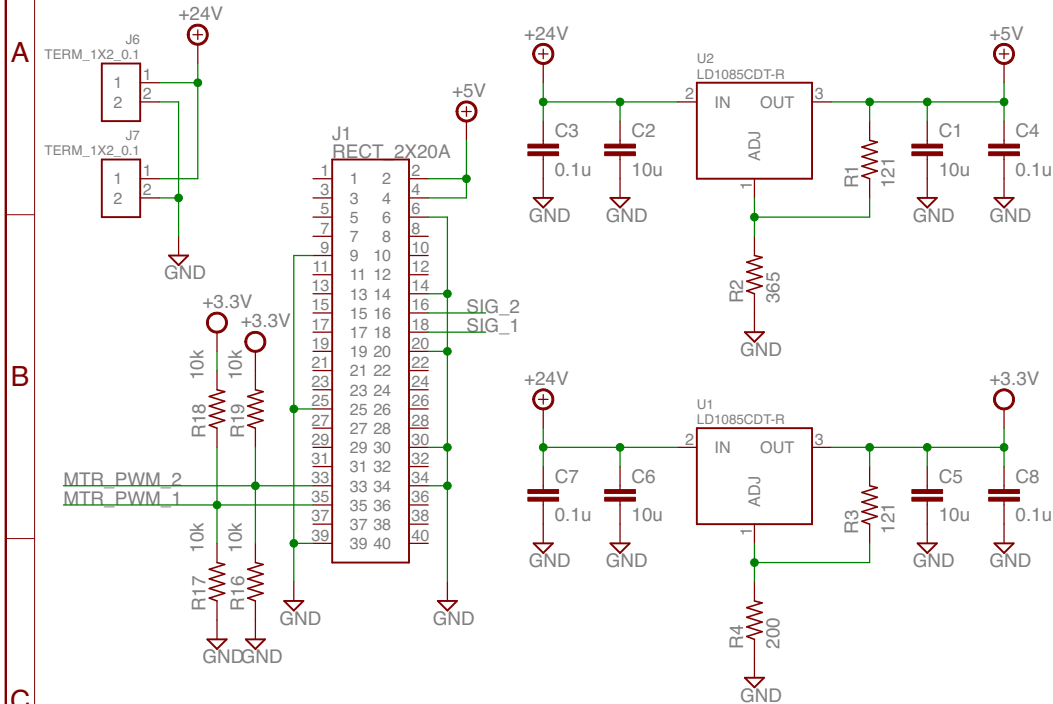 A
B
C
+24V
J6
TERM_1X2_0.1
1
2
1
2
J7
TERM_1X2_0.1
1
2
1
2
GND
+5V
J1
RECT_2X20A
1 1 2 2
3 3 4 4
5 5 6 6
7 7 8 8
9 9 10 10
11 11 12 12
13 13 14 14
15 15 16 16 SIG_2
17 17 18 18 SIG_1
19 19 20 20
21 21 22 22
23 23 24 24
25 25 26 26
27 27 28 28
29 29 30 30
31 31 32 32
33 33 34 34
35 35 36 36
37 37 38 38
39 39 40 40
GND
GND
+3.3V
+3.3V
10k
10k
R18
R19
MTR_PWM_2
MTR_PWM_1
10k
10k
R17
R16
GND
GND
+24V
U2
LD1085CDT-R
+5V
2 IN OUT 3
ADJ
1
C3
0.1u
GND
C2
10u
GND
R1
121
C1
10u
GND
C4
0.1u
GND
R2
365
GND
+24V
U1
LD1085CDT-R
+3.3V
2 IN OUT 3
ADJ
1
C7
0.1u
GND
C6
10u
GND
R3
121
C5
10u
GND
C8
0.1u
GND
R4
200
GND